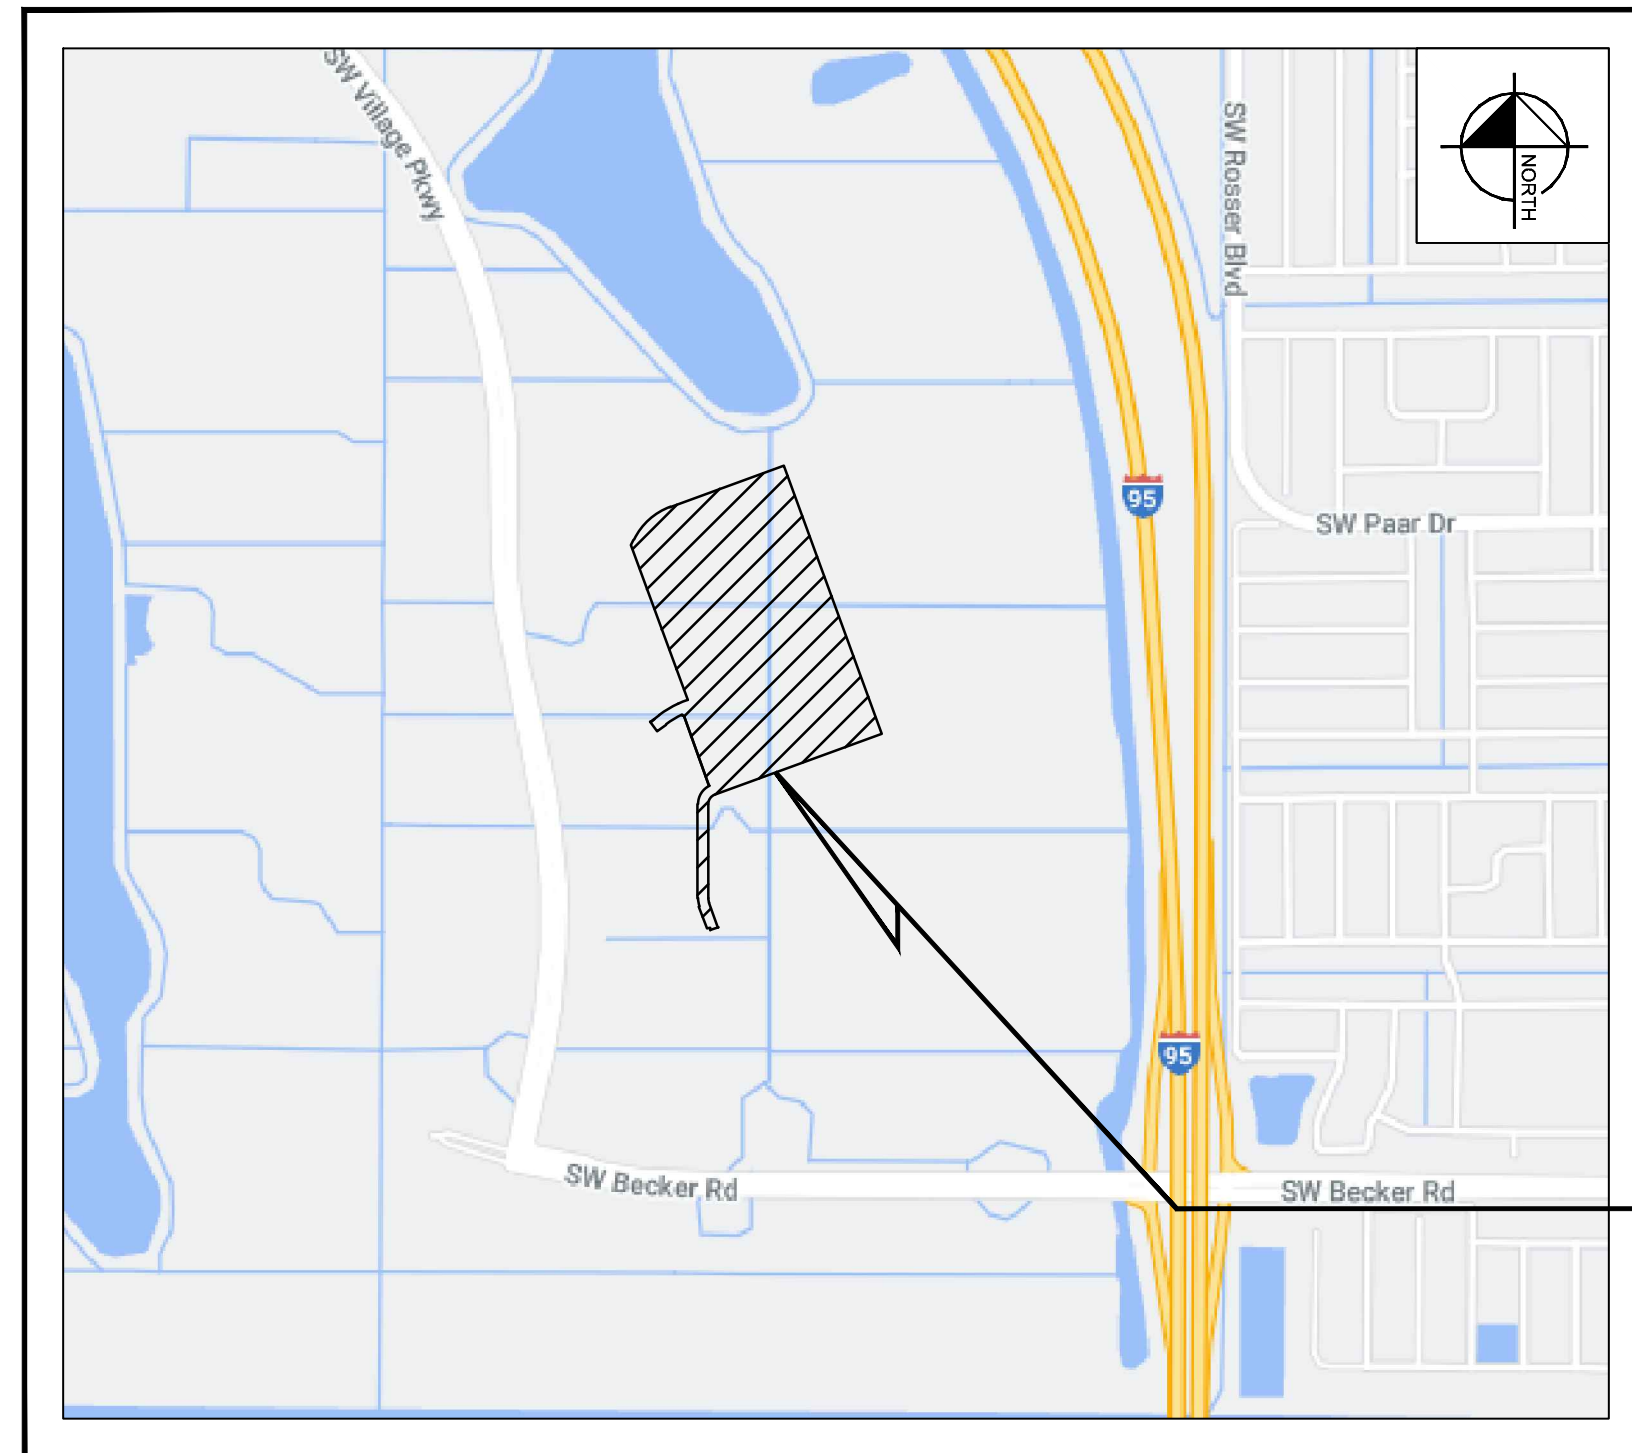 SW Village Pkwy
SW Rosser Blvd
NORTH
95
SW Paar Dr
95
SW Becker Rd
SW Becker Rd